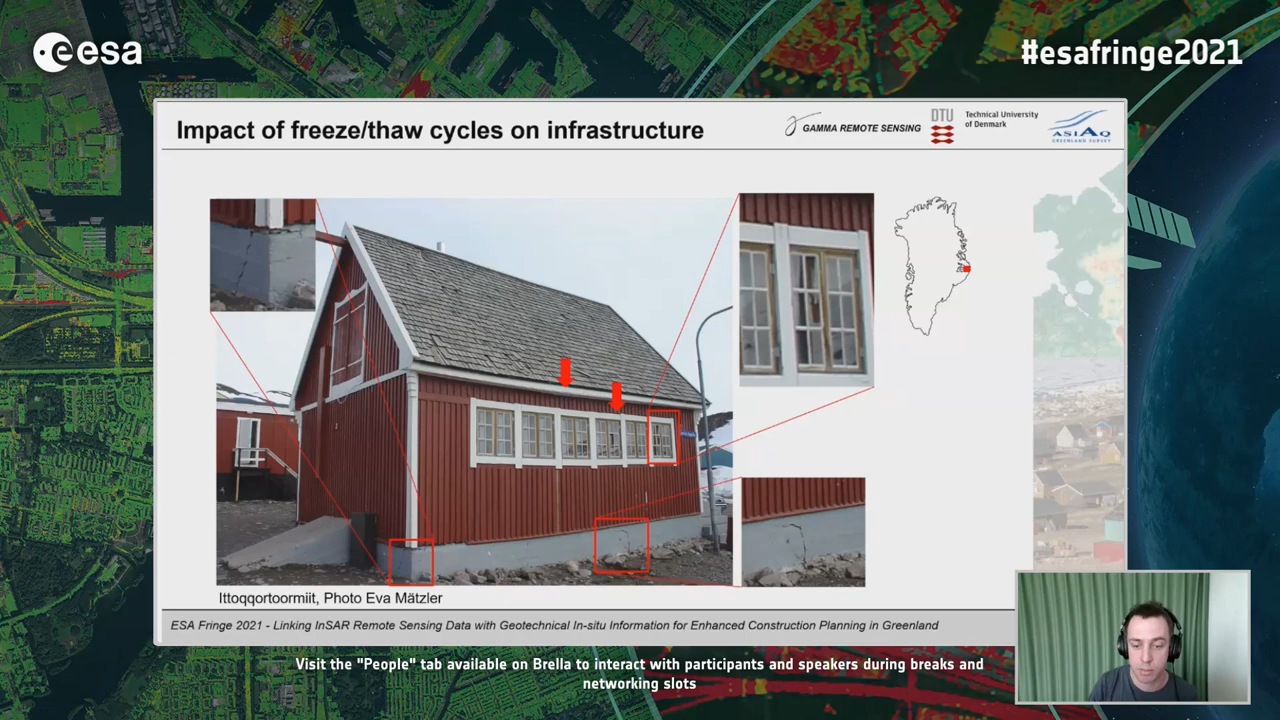 esa
#esafringe2021
Impact of freeze/thaw cycles on infrastructure
GAMMA REMOTE SENSING
DTU
Technical University
of Denmark
ASIAQ
GREENLAND SURVEY
Ittoqqortoormiit, Photo Eva Mätzler
ESA Fringe 2021 - Linking InSAR Remote Sensing Data with Geotechnical In-situ Information for Enhanced Construction Planning in Greenland
Visit the "People" tab available on Brella to interact with participants and speakers during breaks and
networking slots